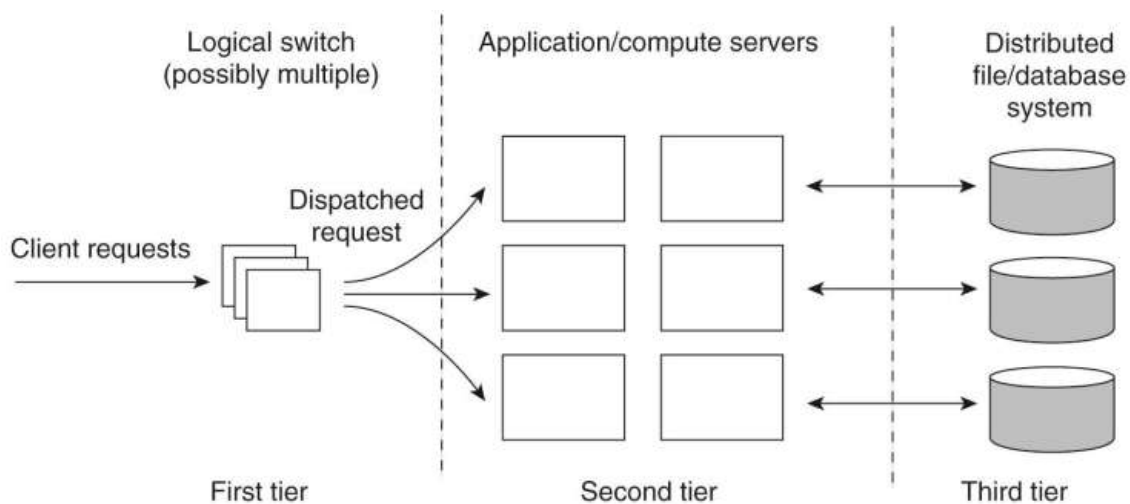 Logical switch
(possibly multiple)
Application/compute servers
Distributed
file/database
system
Dispatched
request
Client requests
First tier
Second tier
Third tier